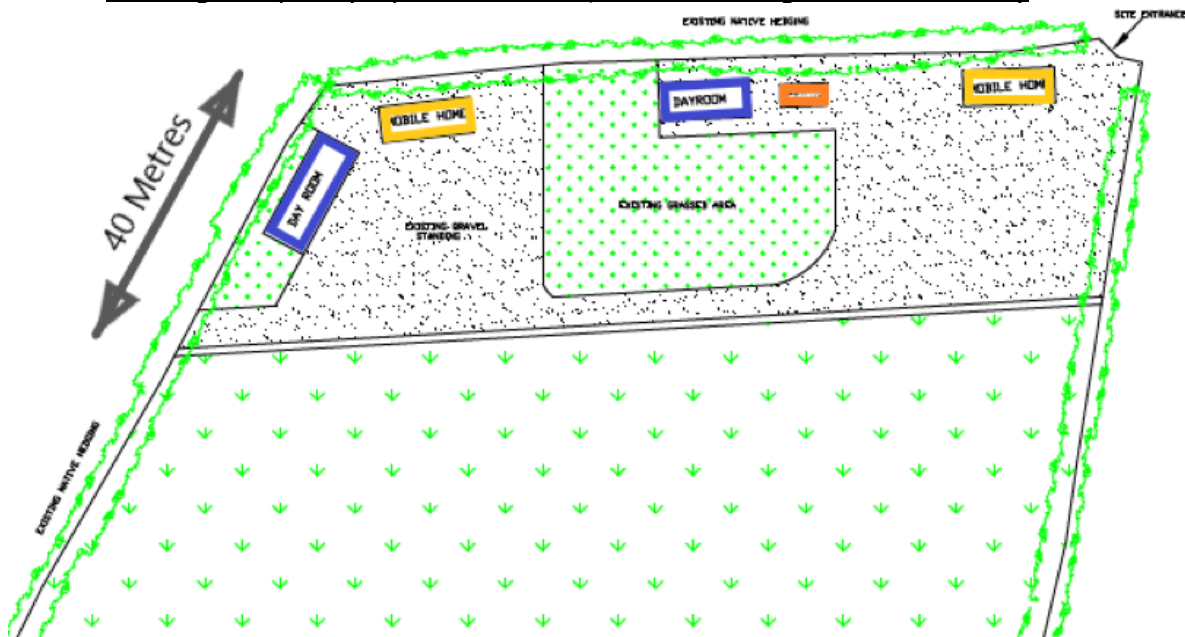 EXISTING NATIVE HEDGING
SITE ENTRANCE
MOBILE HOME
DAYROOM
MOBILE HOME
40 Metres
DAY ROOM
EXISTING GRASSED AREA
EXISTING GRAVEL
STANDING
EXISTING NATIVE HEDGING